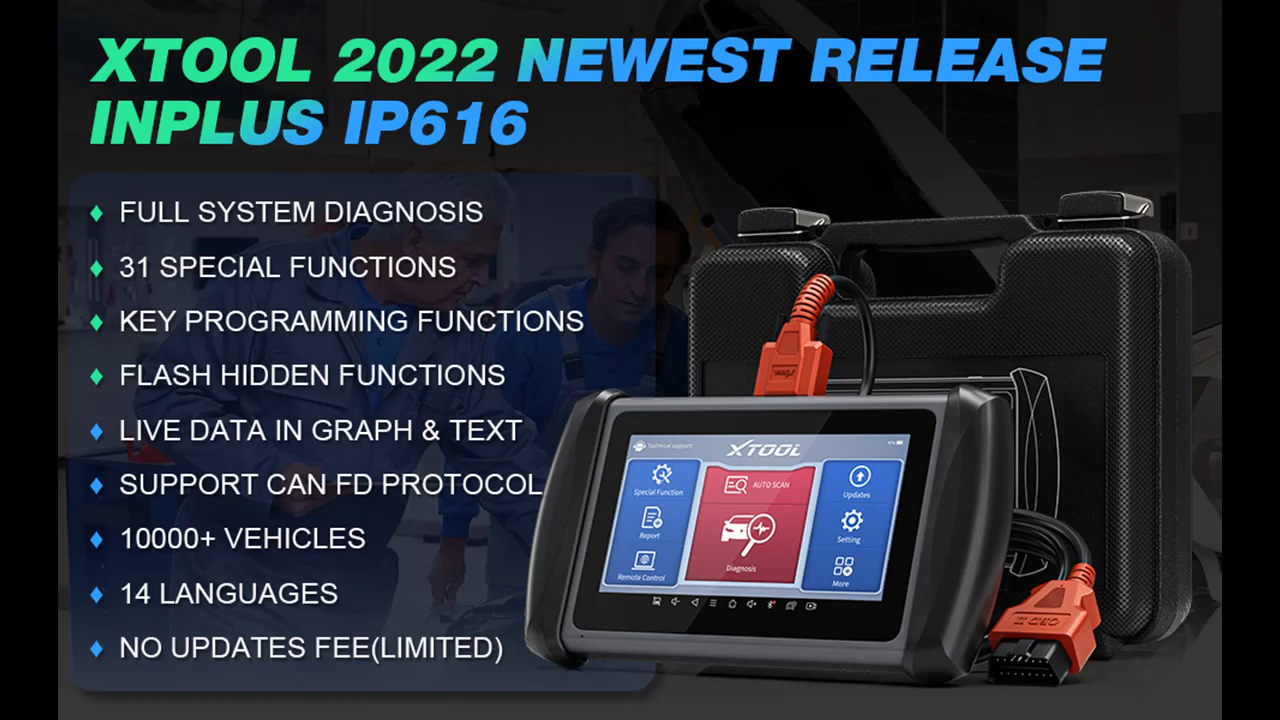 XTOOL 2022 NEWEST RELEASE
INPLUS IP616
FULL SYSTEM DIAGNOSIS
31 SPECIAL FUNCTIONS
KEY PROGRAMMING FUNCTIONS
FLASH HIDDEN FUNCTIONS
LIVE DATA IN GRAPH & TEXT
SUPPORT CAN FD PROTOCOL
10000+ VEHICLES
14 LANGUAGES
NO UPDATES FEE(LIMITED)
Technical support
XTOOL
Special Function
AUTO SCAN
Updates
Report
Setting
Remote Control
Diagnosis
More